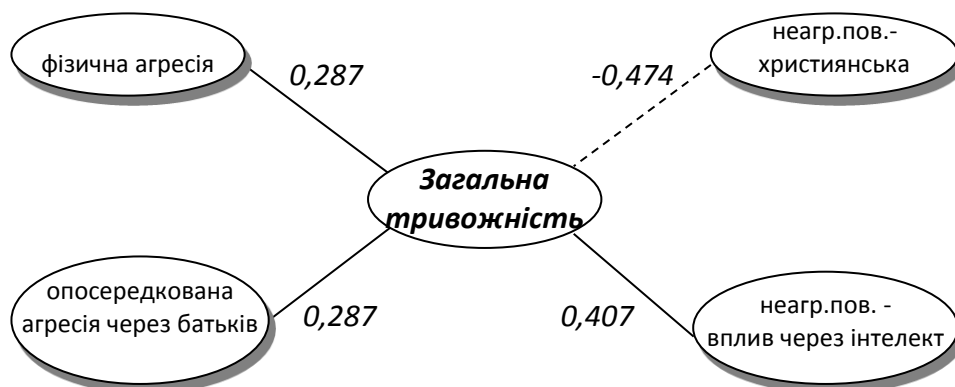 фізична агресія
0,287
-0,474
неагр.пов.-
християнська
Загальна
тривожність
опосередкована
агресія через батьків
0,287
0,407
неагр.пов. -
вплив через інтелект